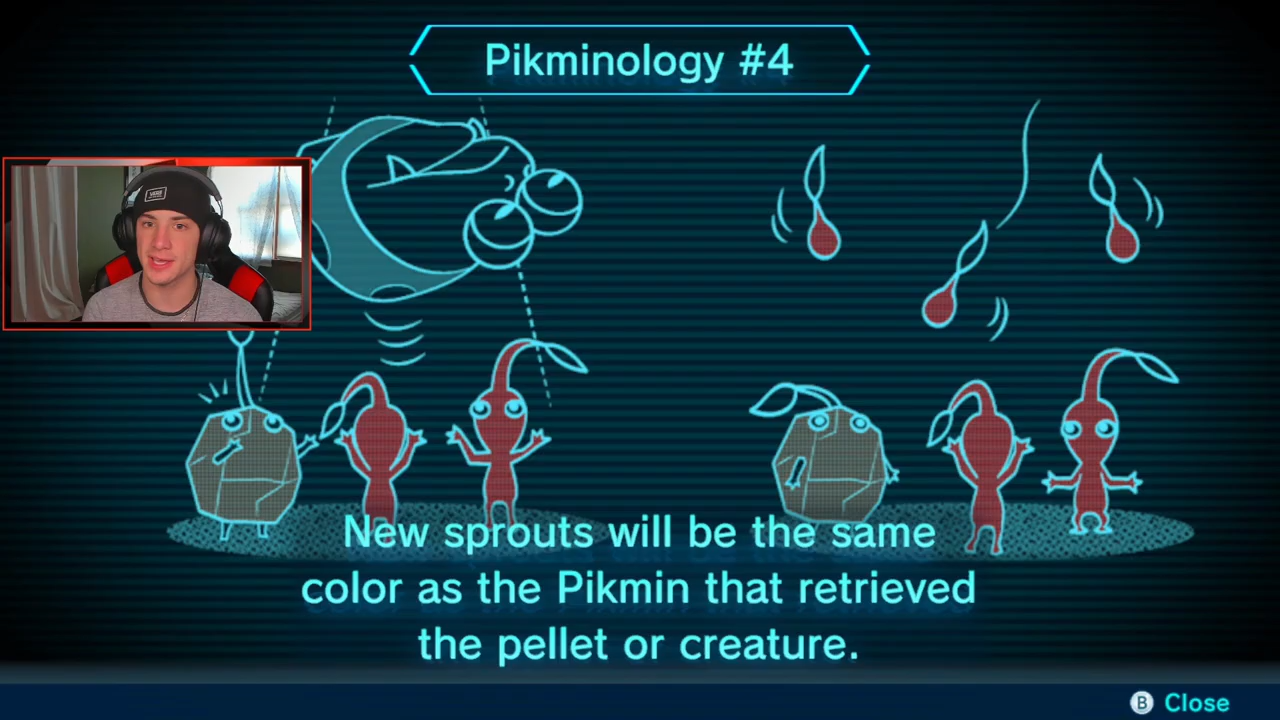 Pikminology #4
VANS
New sprouts will be the same
color as the Pikmin that retrieved
the pellet or creature.
B Close